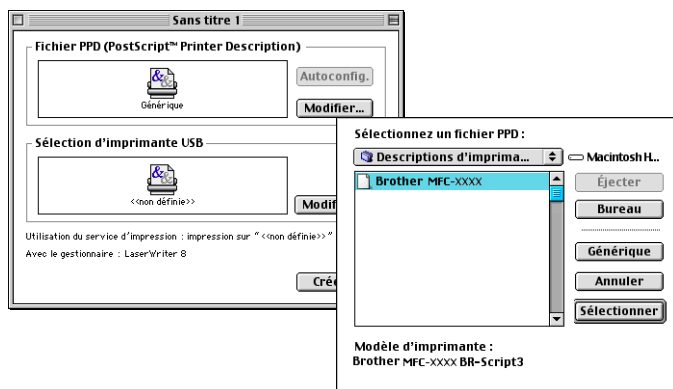 Sans titre 1
Fichier PPD (PostScript™ Printer Description)
Générique
Autoconfig.
Modifier...
Sélection d'imprimante USB
<<non définie>>
Modif
Utilisation du service d'impression : impression sur "<<non définie>>"
Avec le gestionnaire : LaserWriter 8
Cré
Sélectionnez un fichier PPD :
Descriptions d'imprima...
Macintosh H...
Brother MFC-XXXX
Éjecter
Bureau
Générique
Annuler
Sélectionner
Modèle d'imprimante :
Brother MFC-XXXX BR-Script3